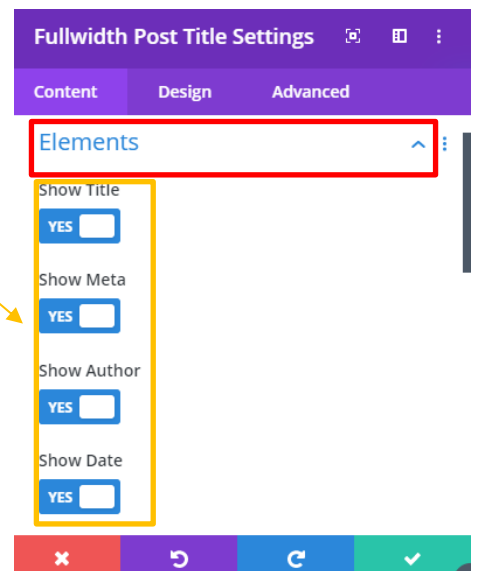 Fullwidth Post Title Settings
Content Design Advanced
Elements
Show Title
YES
Show Meta
YES
Show Author
YES
Show Date
YES